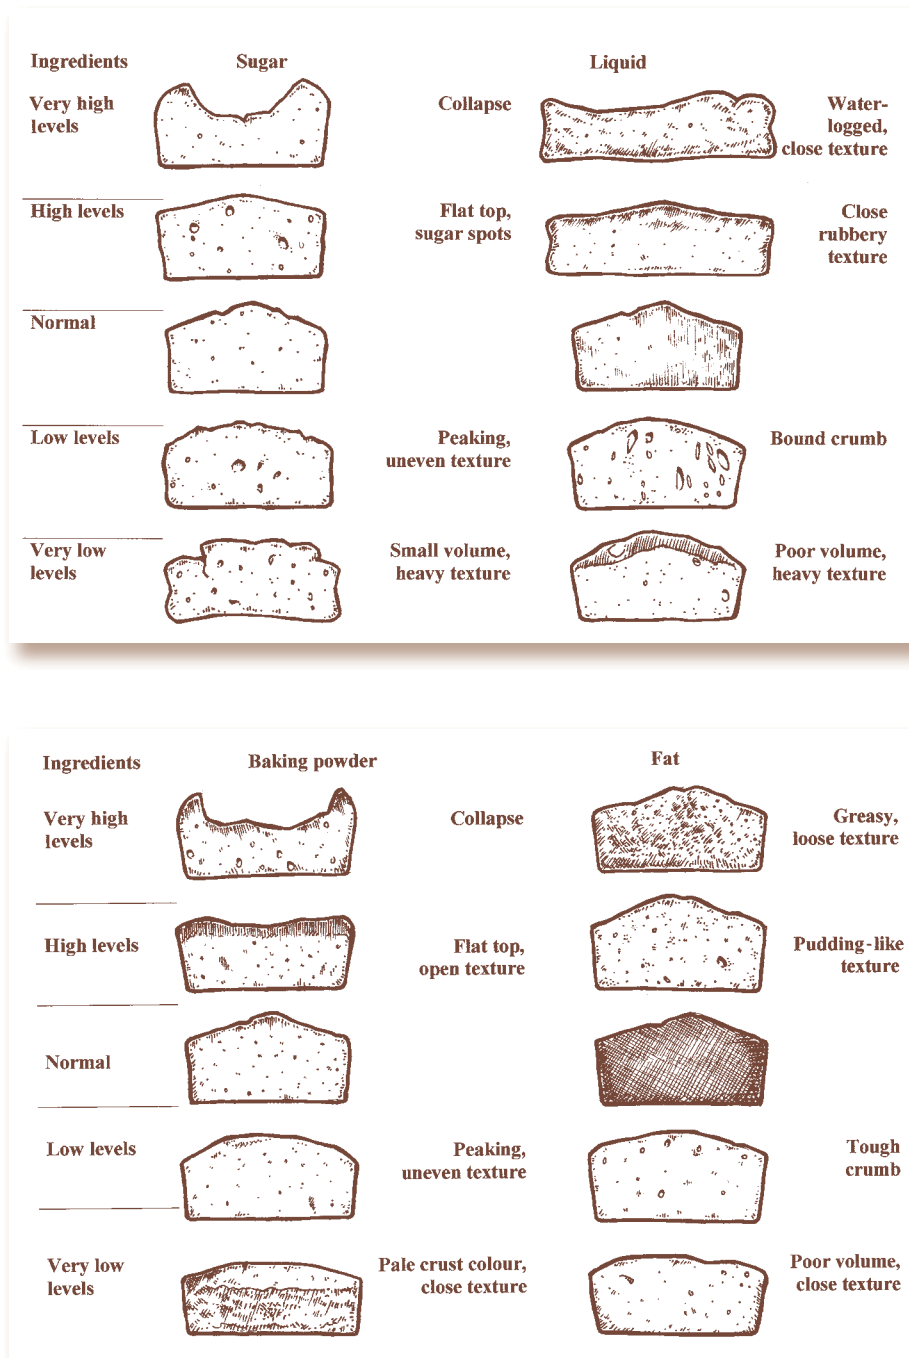 Ingredients Sugar Liquid
Very high levels Collapse Water-
logged,
close texture
High levels Flat top,
sugar spots Close
rubbery
texture
Normal
Low levels Peaking,
uneven texture Bound crumb
Very low
levels Small volume,
heavy texture Poor volume,
heavy texture
Ingredients Baking powder Fat
Very high
levels Collapse Greasy,
loose texture
High levels Flat top,
open texture Pudding-like
texture
Normal
Low levels Peaking,
uneven texture Tough
crumb
Very low
levels Pale crust colour,
close texture Poor volume,
close texture